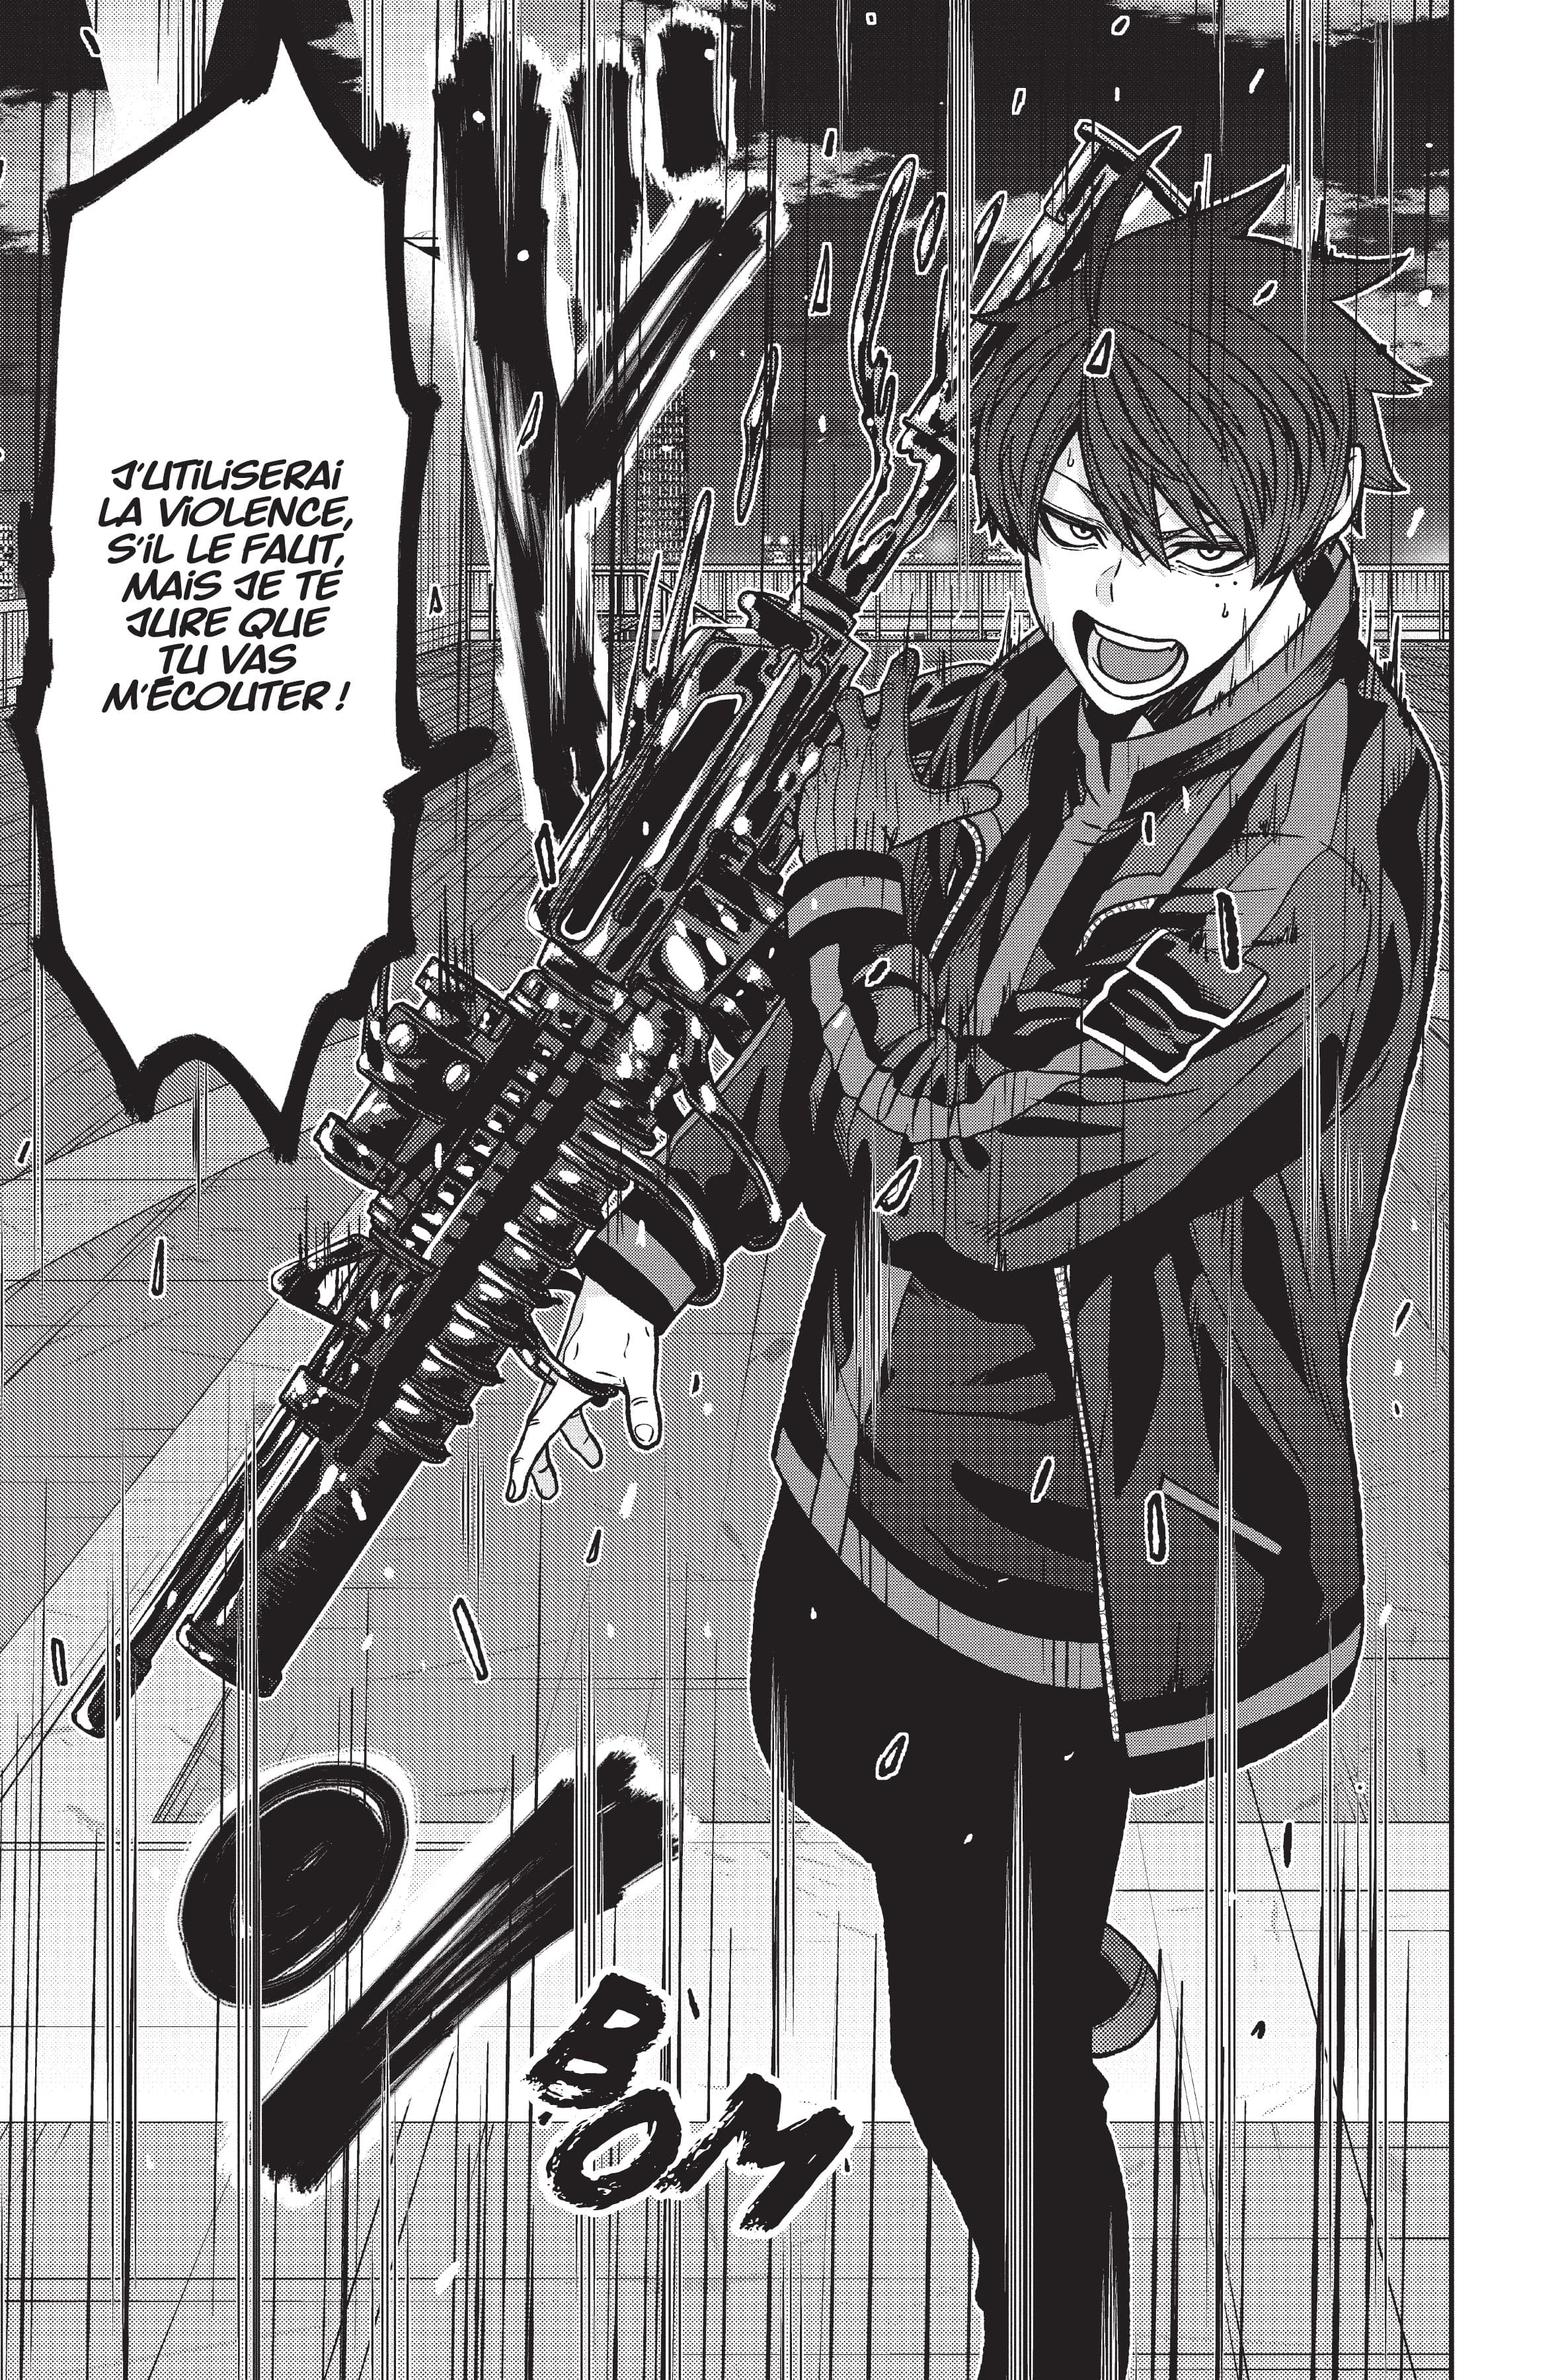 J'UTILISERAI
LA VIOLENCE,
S'IL LE FAUT,
MAIS JE TE
JURE QUE
TU VAS
M'ÉCOUTER !
BOM